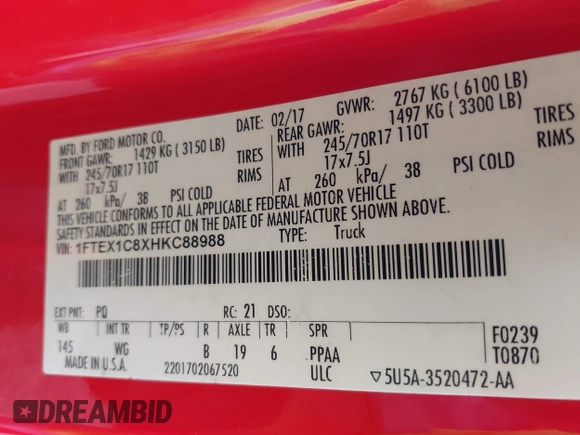 MFD. BY FORD MOTOR CO.
DATE: 02/17 GVWR: 2767 KG ( 6100 LB)
FRONT GAWR: 1429 KG ( 3150 LB) REAR GAWR: 1497 KG ( 3300 LB)
WITH 245/70R17 110T TIRES WITH 245/70R17 110T TIRES
17x7.5J RIMS 17x7.5J RIMS
AT 260 kPa/ 38 PSI COLD AT 260 kPa/ 38 PSI COLD
THIS VEHICLE CONFORMS TO ALL APPLICABLE FEDERAL MOTOR VEHICLE
SAFETY STANDARDS IN EFFECT ON THE DATE OF MANUFACTURE SHOWN ABOVE.
VIN: 1FTEX1C8XHKC88988 TYPE: Truck
EXT PNT: PQ RC: 21 DSO:
WB INT TR TP/PS R AXLE TR SPR F0239
145 WG B 19 6 PPAA T0870
MADE IN U.S.A. 2201702067520 ULC ▽5U5A-3520472-AA
DREAMBID